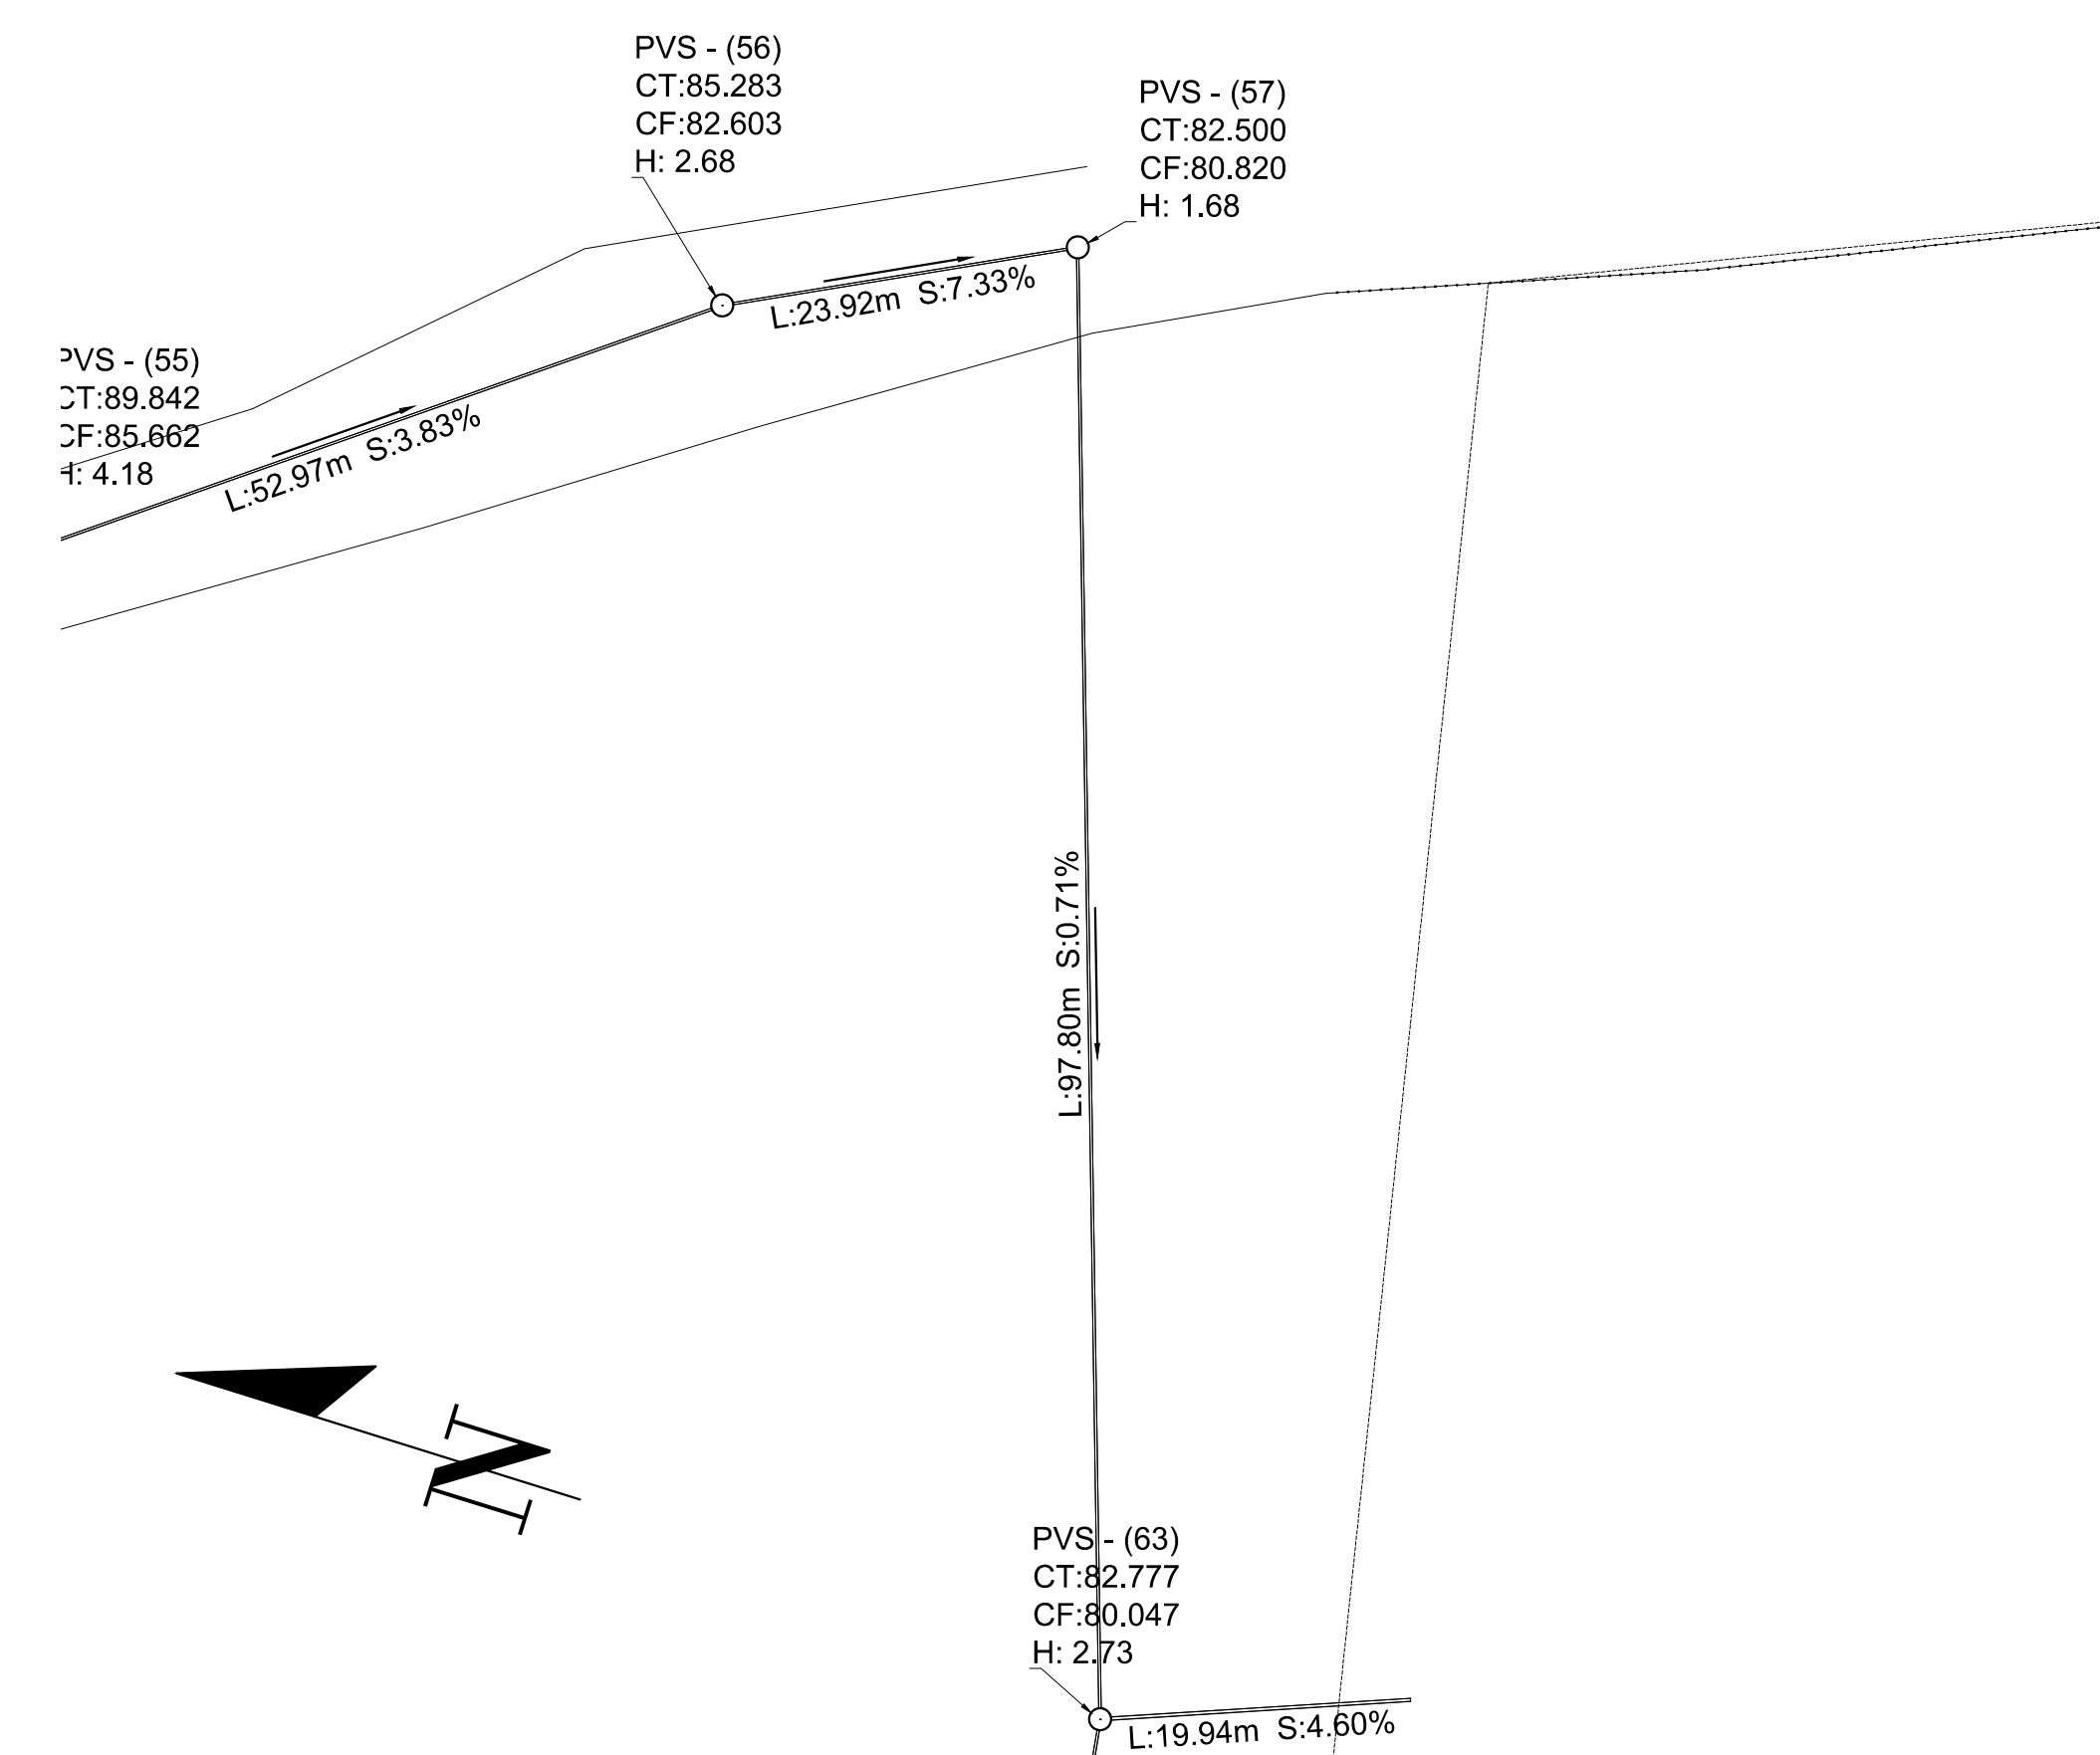 PVS - (56)
CT:85.283
CF:82.603
H: 2.68
PVS - (57)
CT:82.500
CF:80.820
H: 1.68
L:23.92m S:7.33%
PVS - (55)
CT:89.842
CF:85.662
H: 4.18
L:52.97m S:3.83%
L:97.80m S:0.71%
N
PVS - (63)
CT:82.777
CF:80.047
H: 2.73
L:19.94m S:4.60%